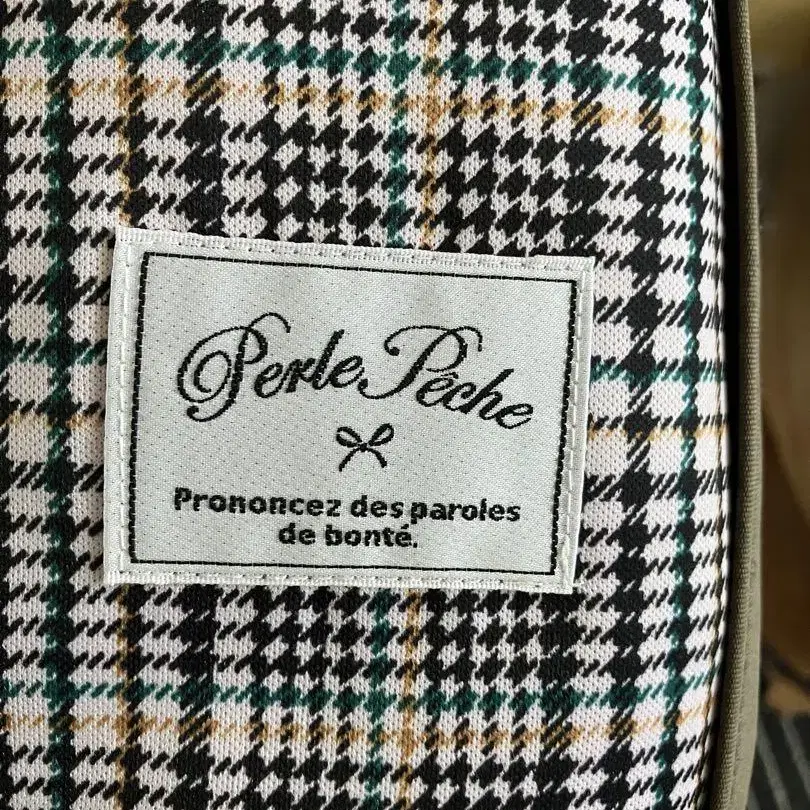 Perle Pêche
Prononcez des paroles
de bonté.